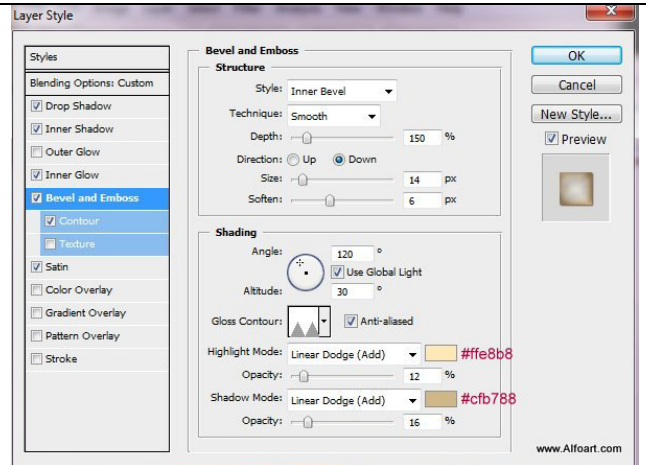 Layer Style
Styles
Blending Options: Custom
Drop Shadow
Inner Shadow
Outer Glow
Inner Glow
Bevel and Emboss
Contour
Texture
Satin
Color Overlay
Gradient Overlay
Pattern Overlay
Stroke
Bevel and Emboss
Structure
Style: Inner Bevel
Technique: Smooth
Depth: 150 %
Direction: Up Down
Size: 14 px
Soften: 6 px
Shading
Angle: 120 °
Use Global Light
Altitude: 30 °
Gloss Contour: Anti-aliased
Highlight Mode: Linear Dodge (Add) #ffe8b8
Opacity: 12 %
Shadow Mode: Linear Dodge (Add) #cfb788
Opacity: 16 %
OK
Cancel
New Style...
Preview
www.Alfoart.com